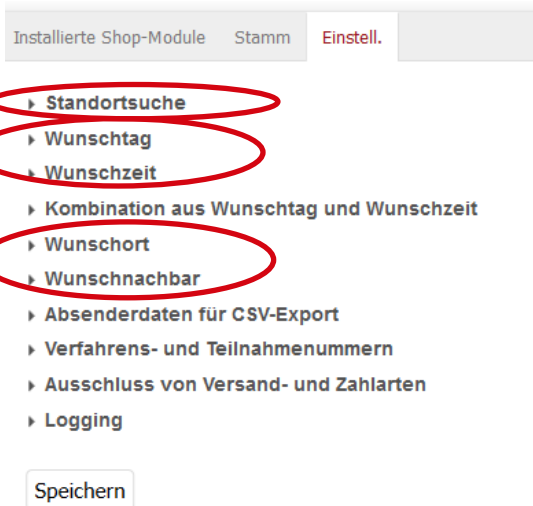 Installierte Shop-Module Stamm Einstell.
Standortsuche
Wunschtag
Wunschzeit
Kombination aus Wunschtag und Wunschzeit
Wunschort
Wunschnachbar
Absenderdaten für CSV-Export
Verfahrens- und Teilnahmenummern
Ausschluss von Versand- und Zahlarten
Logging
Speichern